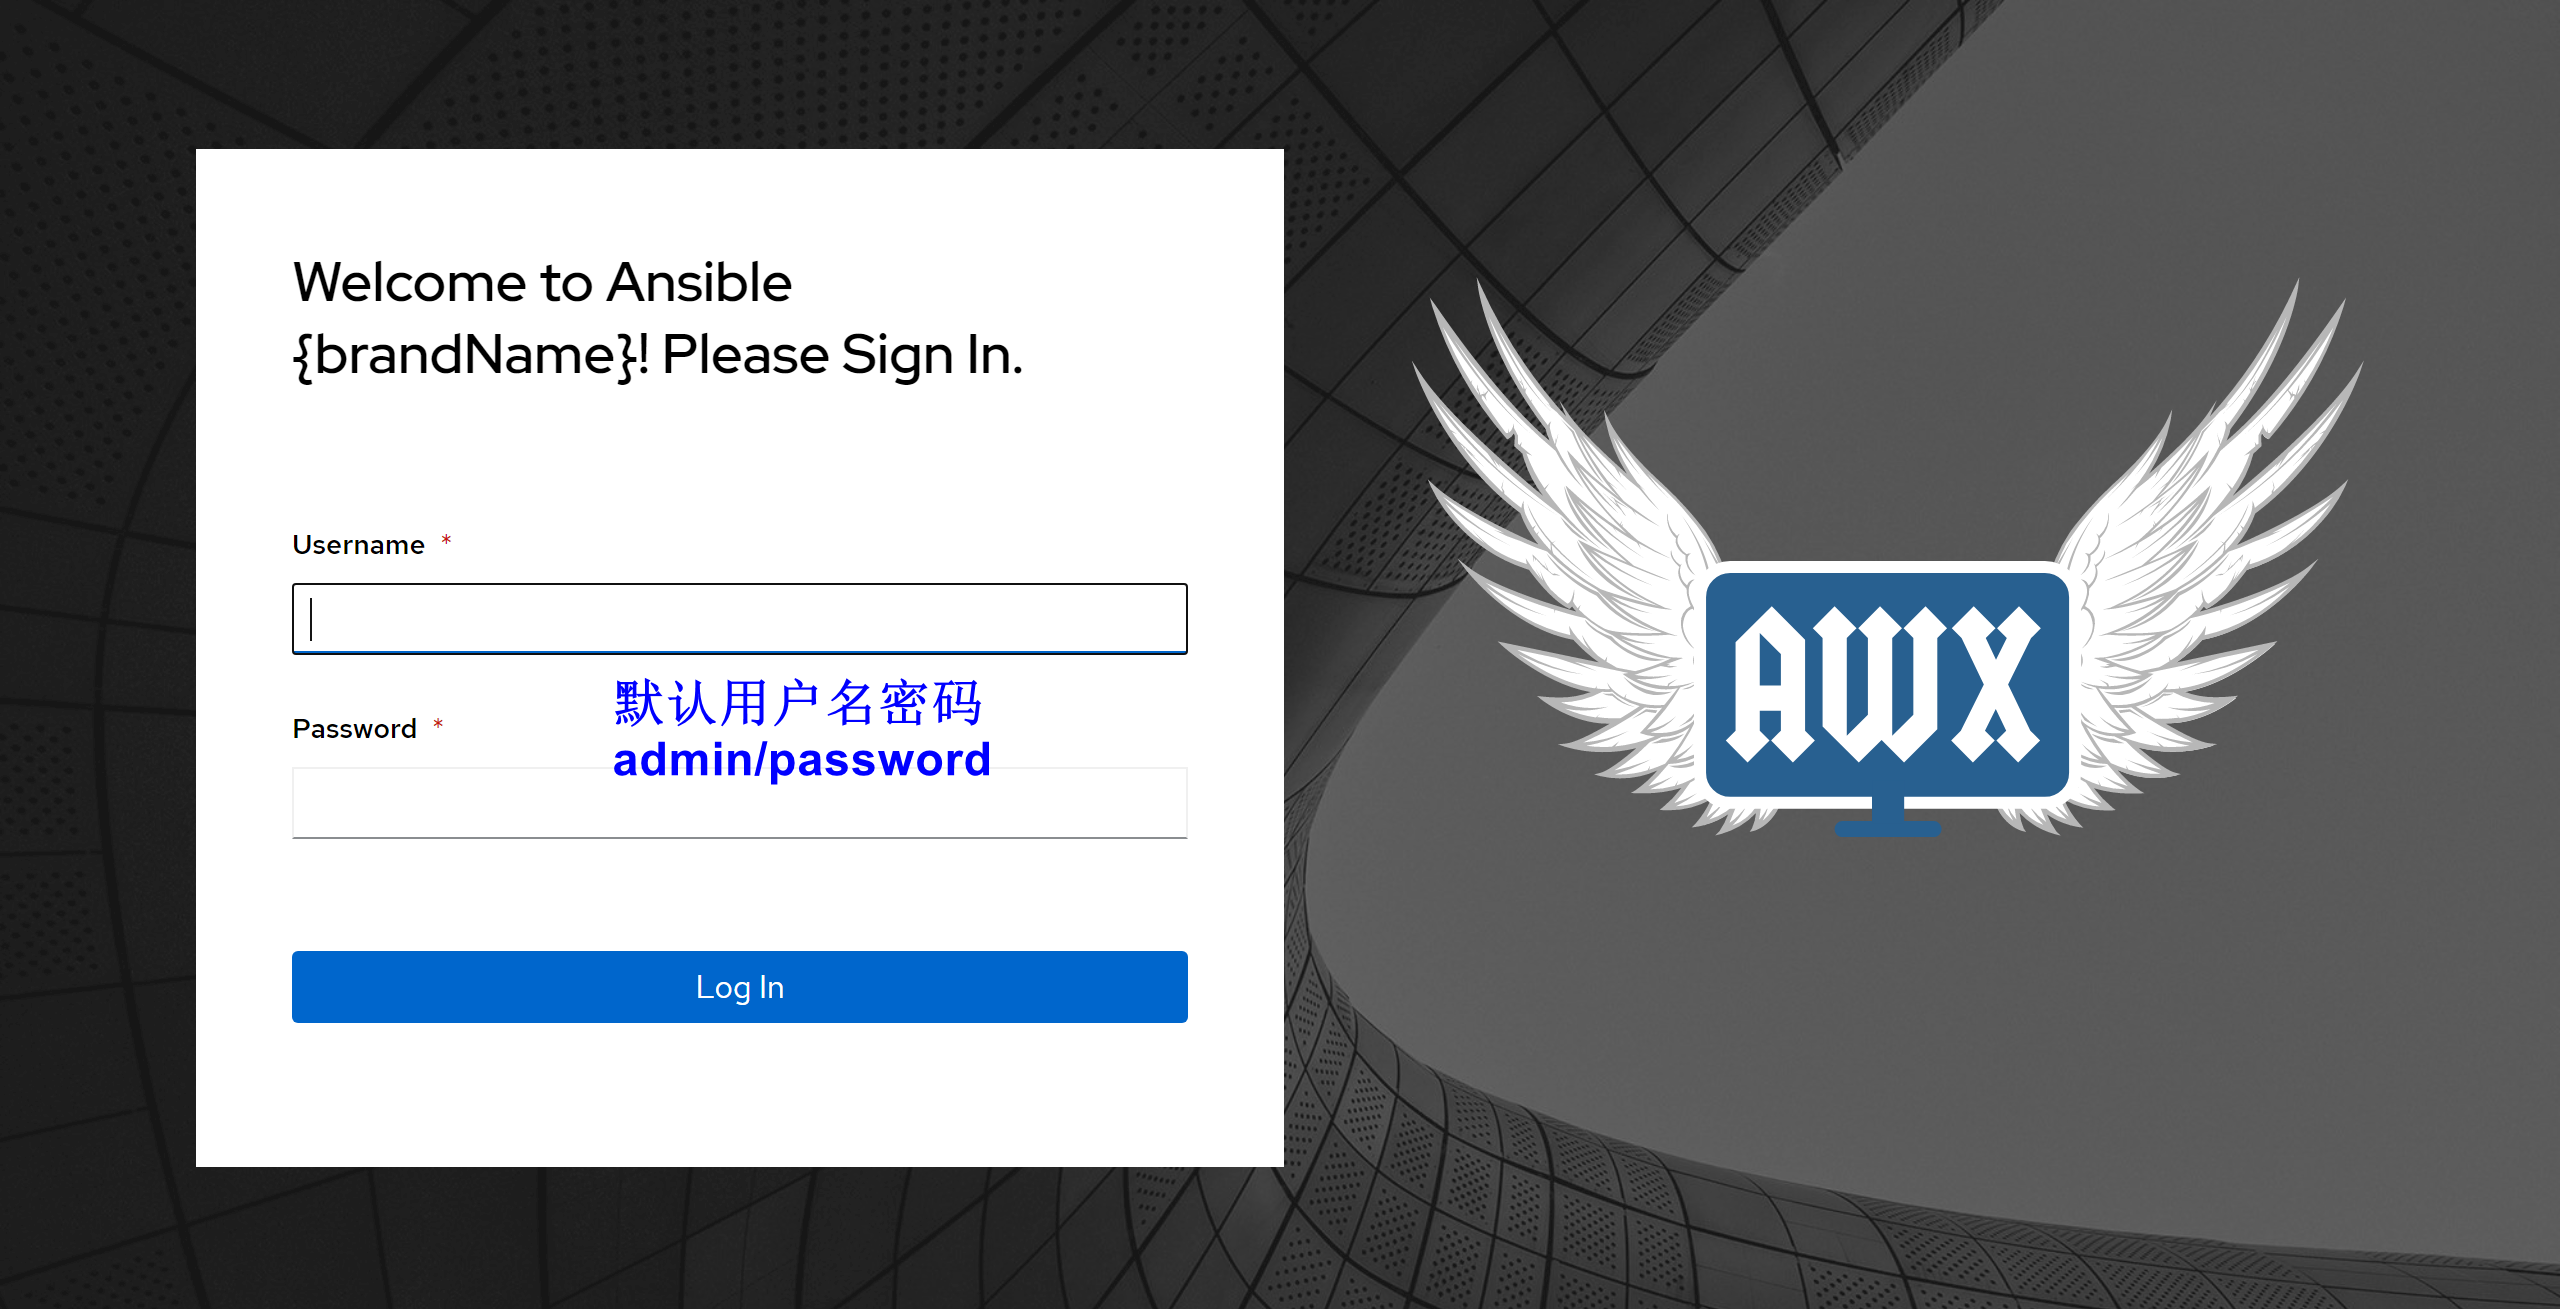 Welcome to Ansible
{brandName}! Please Sign In.
Username *
默认用户名密码
admin/password
Password *
Log In
AWX